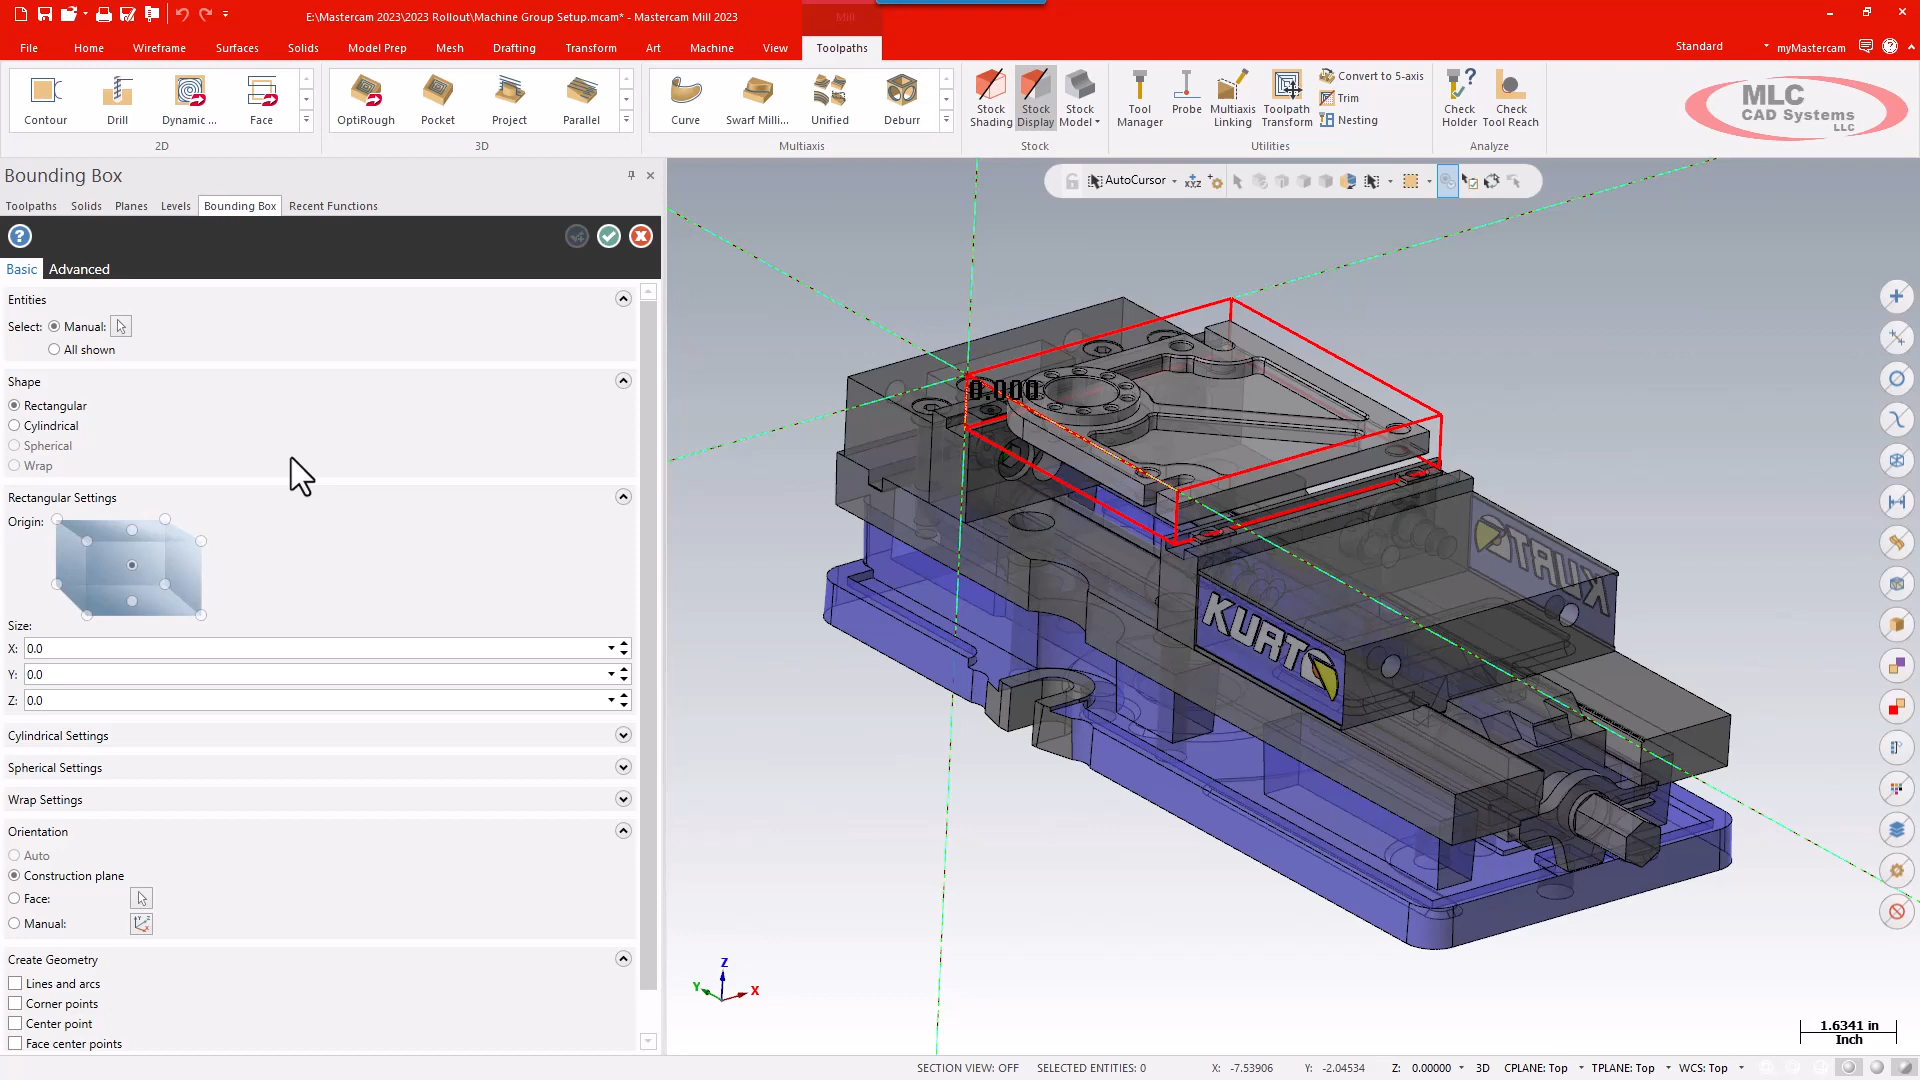 E:\Mastercam 2023\2023 Rollout\Machine Group Setup.mcam* - Mastercam Mill 2023
Mill
File Home Wireframe Surfaces Solids Model Prep Mesh Drafting Transform Art Machine View Toolpaths
Standard myMastercam
Contour Drill Dynamic ... Face
2D
OptiRough Pocket Project Parallel
3D
Curve Swarf Milli... Unified Deburr
Multiaxis
Stock Shading
Stock Display
Stock Model
Stock
Tool Manager
Probe
Multiaxis Linking
Toolpath Transform
Convert to 5-axis
Trim
Nesting
Utilities
Check Holder
Check Tool Reach
Analyze
MLC
CAD Systems
LLC
Bounding Box
Toolpaths Solids Planes Levels Bounding Box Recent Functions
Basic Advanced
Entities
Select: Manual:
All shown
Shape
Rectangular
Cylindrical
Spherical
Wrap
Rectangular Settings
Origin:
Size:
X: 0.0
Y: 0.0
Z: 0.0
Cylindrical Settings
Spherical Settings
Wrap Settings
Orientation
Auto
Construction plane
Face:
Manual:
Create Geometry
Lines and arcs
Corner points
Center point
Face center points
AutoCursor
0.000
KURT
KURT
Z
Y
X
1.6341 in
Inch
SECTION VIEW: OFF SELECTED ENTITIES: 0 X: -7.53906 Y: -2.04534 Z: 0.00000 3D CPLANE: Top TPLANE: Top WCS: Top